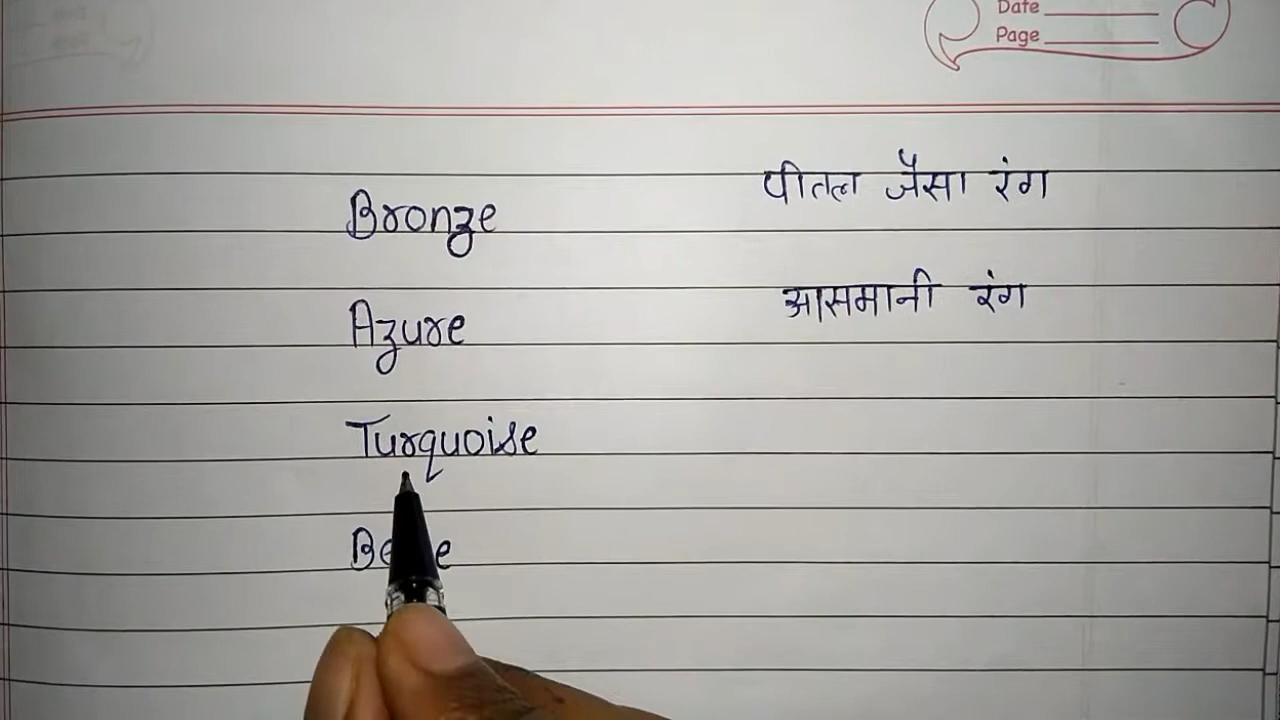 Date
Page
Bronze पीतल जैसा रंग
Azure आसमानी रंग
Turquoise